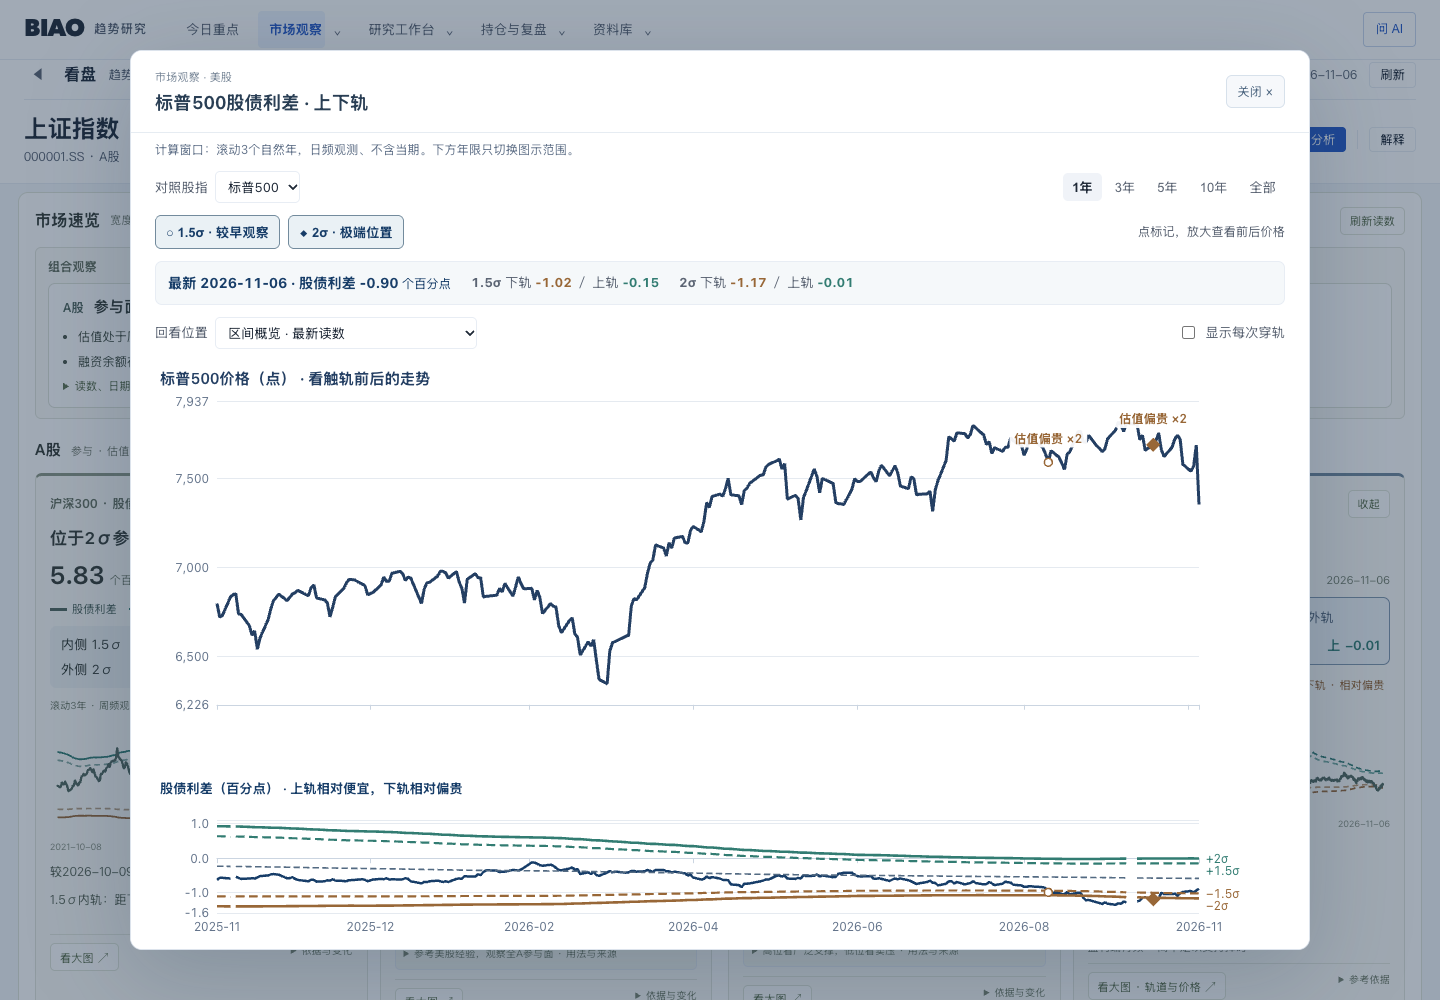 BIAO 趋势研究 今日重点 市场观察 研究工作台 持仓与复盘 资料库 问 AI
看盘 趋势 6-11-06 刷新
上证指数
000001.SS · A股 分析 解释
市场速览 宽度 刷新读数
组合观察
A股 参与面
估值处于
融资余额
读数、日期
A股 参与 · 估值
沪深300 · 股债 收起
位于2σ参
5.83 个百 2026-11-06
股债利差
内侧 1.5σ
外侧 2σ
外轨
上 -0.01
下轨 · 相对偏贵
滚动3年 · 周频观
2021-10-08 2026-11-06
较2026-10-09
1.5σ内轨：距
看大图 ↗ 依据与变化
参考美股经验，观察全A参与面 · 用法与来源
看大图 ↗ 依据与变化
看大图 ↗ 依据与变化
看大图 · 轨道与价格 ↗ 参考依据
市场观察 · 美股
标普500股债利差 · 上下轨
关闭 ×
计算窗口：滚动3个自然年，日频观测、不含当期。下方年限只切换图示范围。
对照股指 标普500 1年 3年 5年 10年 全部
○ 1.5σ · 较早观察 ◆ 2σ · 极端位置 点标记，放大查看前后价格
最新 2026-11-06 · 股债利差 -0.90 个百分点 1.5σ 下轨 -1.02 / 上轨 -0.15 2σ 下轨 -1.17 / 上轨 -0.01
回看位置 区间概览 · 最新读数 显示每次穿轨
标普500价格（点） · 看触轨前后的走势
7,937
估值偏贵 ×2
估值偏贵 ×2
7,500
7,000
6,500
6,226
股债利差（百分点） · 上轨相对便宜，下轨相对偏贵
1.0
0.0
-1.0
-1.6
+2σ
+1.5σ
−1.5σ
−2σ
2025-11 2025-12 2026-02 2026-04 2026-06 2026-08 2026-11